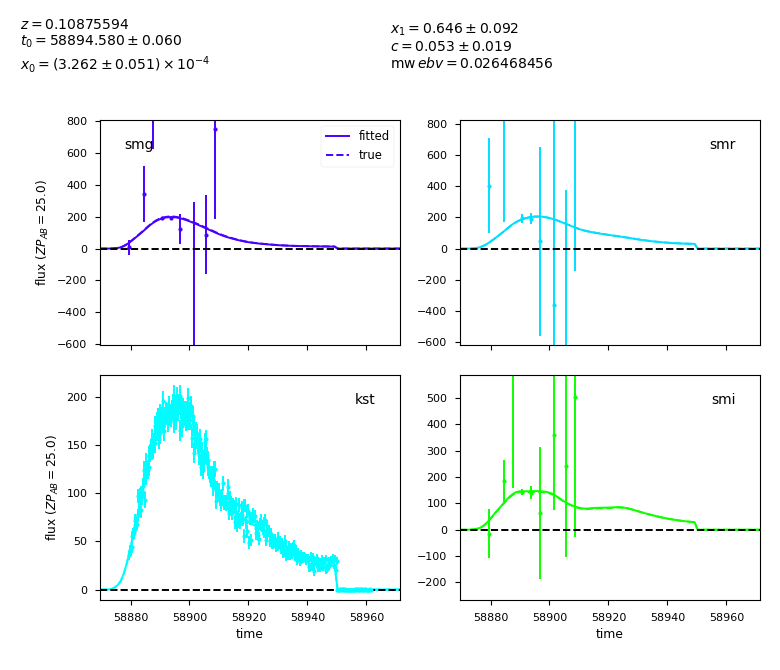 z = 0.10875594
t₀ = 58894.580 ± 0.060
x₀ = (3.262 ± 0.051) × 10⁻⁴
x₁ = 0.646 ± 0.092
c = 0.053 ± 0.019
mwebv = 0.026468456
smg
fitted
true
800
600
400
200
0
−200
−400
−600
flux (ZP_AB = 25.0)
smr
800
600
400
200
0
−200
−400
−600
kst
200
150
100
50
0
flux (ZP_AB = 25.0)
58880 58900 58920 58940 58960
time
smi
500
400
300
200
100
0
−100
−200
58880 58900 58920 58940 58960
time